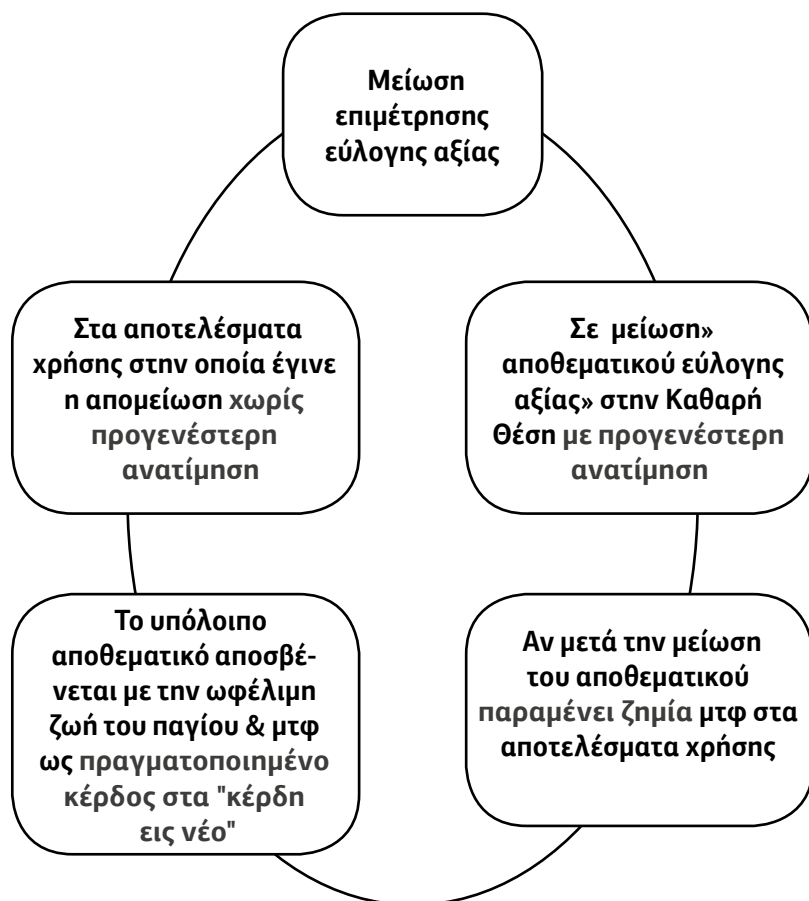 Μείωση
επιμέτρησης
εύλογης αξίας
Στα αποτελέσματα
χρήσης στην οποία έγινε
η απομείωση χωρίς
προγενέστερη
ανατίμηση
Σε μείωση»
αποθεματικού εύλογης
αξίας» στην Καθαρή
Θέση με προγενέστερη
ανατίμηση
Το υπόλοιπο
αποθεματικό αποσβέ-
νεται με την ωφέλιμη
ζωή του παγίου & μτφ
ως πραγματοποιημένο
κέρδος στα "κέρδη
εις νέο"
Αν μετά την μείωση
του αποθεματικού
παραμένει ζημία μτφ στα
αποτελέσματα χρήσης